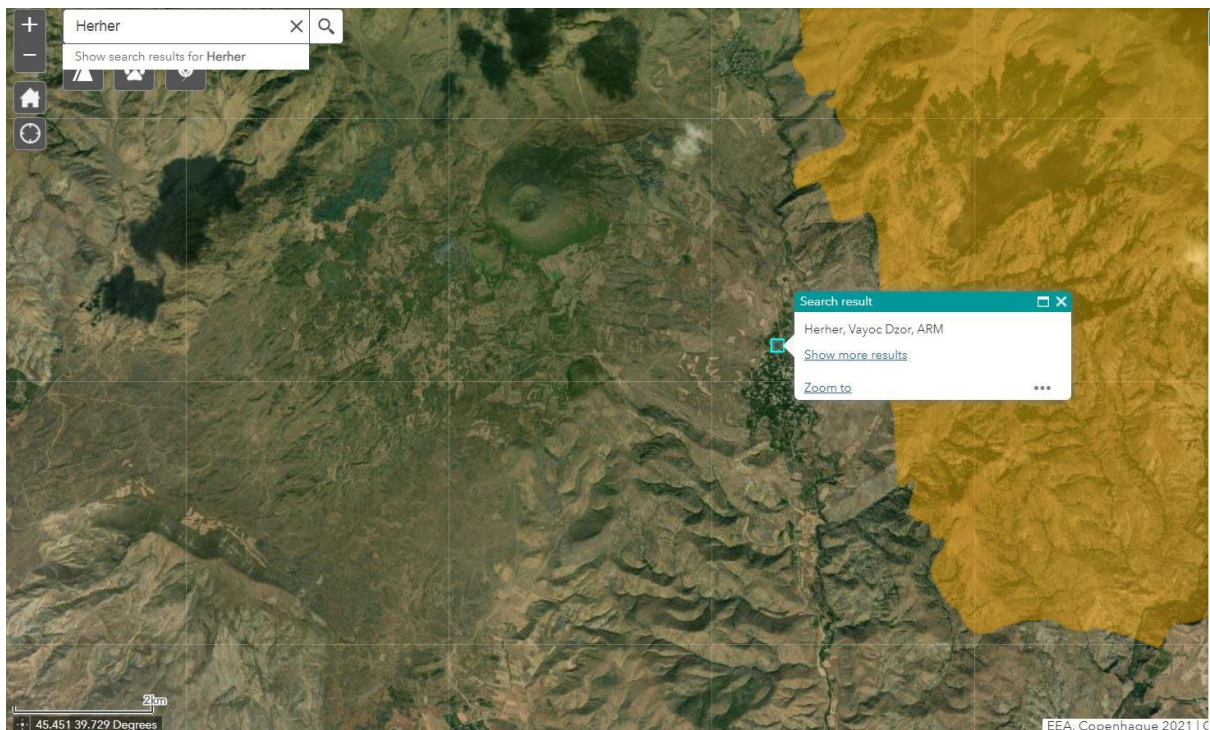 +
Herher
Show search results for Herher
−
Search result
Herher, Vayoc Dzor, ARM
Show more results
Zoom to
2km
45.451 39.729 Degrees
EEA, Copenhague 2021 |